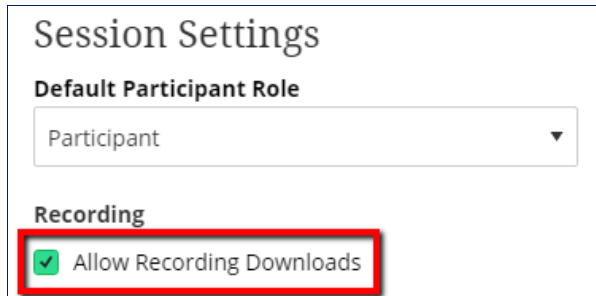 Session Settings
Default Participant Role
Participant
Recording
Allow Recording Downloads